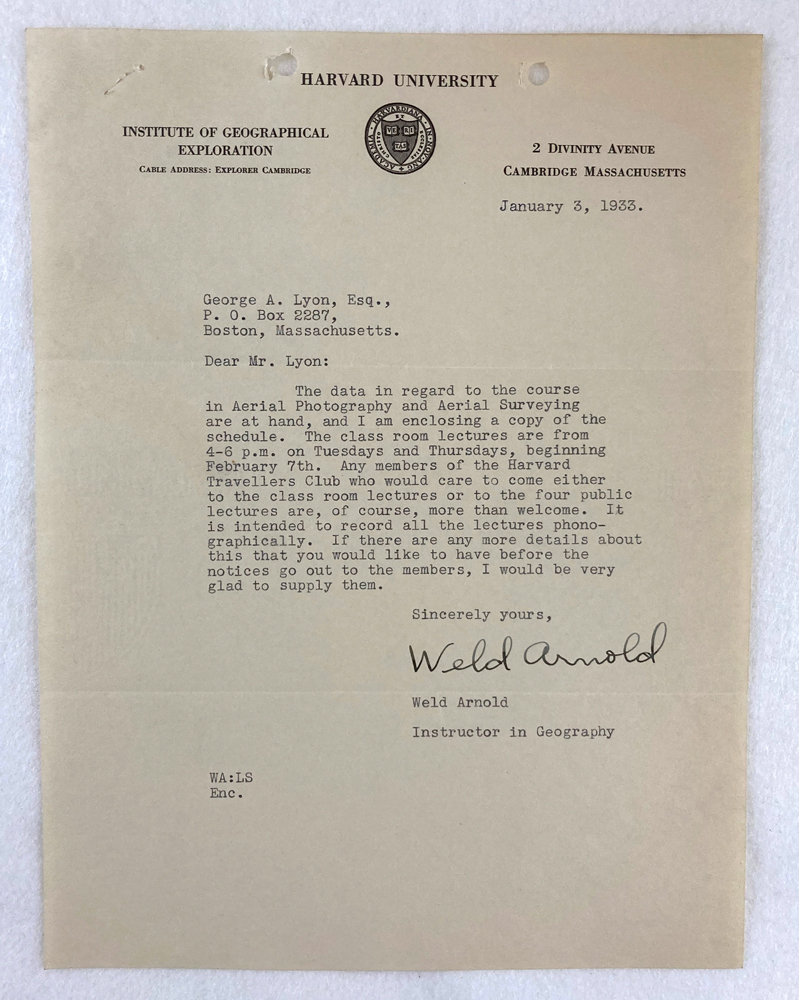 HARVARD UNIVERSITY
INSTITUTE OF GEOGRAPHICAL
EXPLORATION
CABLE ADDRESS: EXPLORER CAMBRIDGE
VE RI
TAS
2 DIVINITY AVENUE
CAMBRIDGE MASSACHUSETTS
January 3, 1933.
George A. Lyon, Esq.,
P. O. Box 2287,
Boston, Massachusetts.
Dear Mr. Lyon:
The data in regard to the course
in Aerial Photography and Aerial Surveying
are at hand, and I am enclosing a copy of the
schedule. The class room lectures are from
4-6 p.m. on Tuesdays and Thursdays, beginning
February 7th. Any members of the Harvard
Travellers Club who would care to come either
to the class room lectures or to the four public
lectures are, of course, more than welcome. It
is intended to record all the lectures phono-
graphically. If there are any more details about
this that you would like to have before the
notices go out to the members, I would be very
glad to supply them.
Sincerely yours,
Weld Arnold
Weld Arnold
Instructor in Geography
WA:LS
Enc.